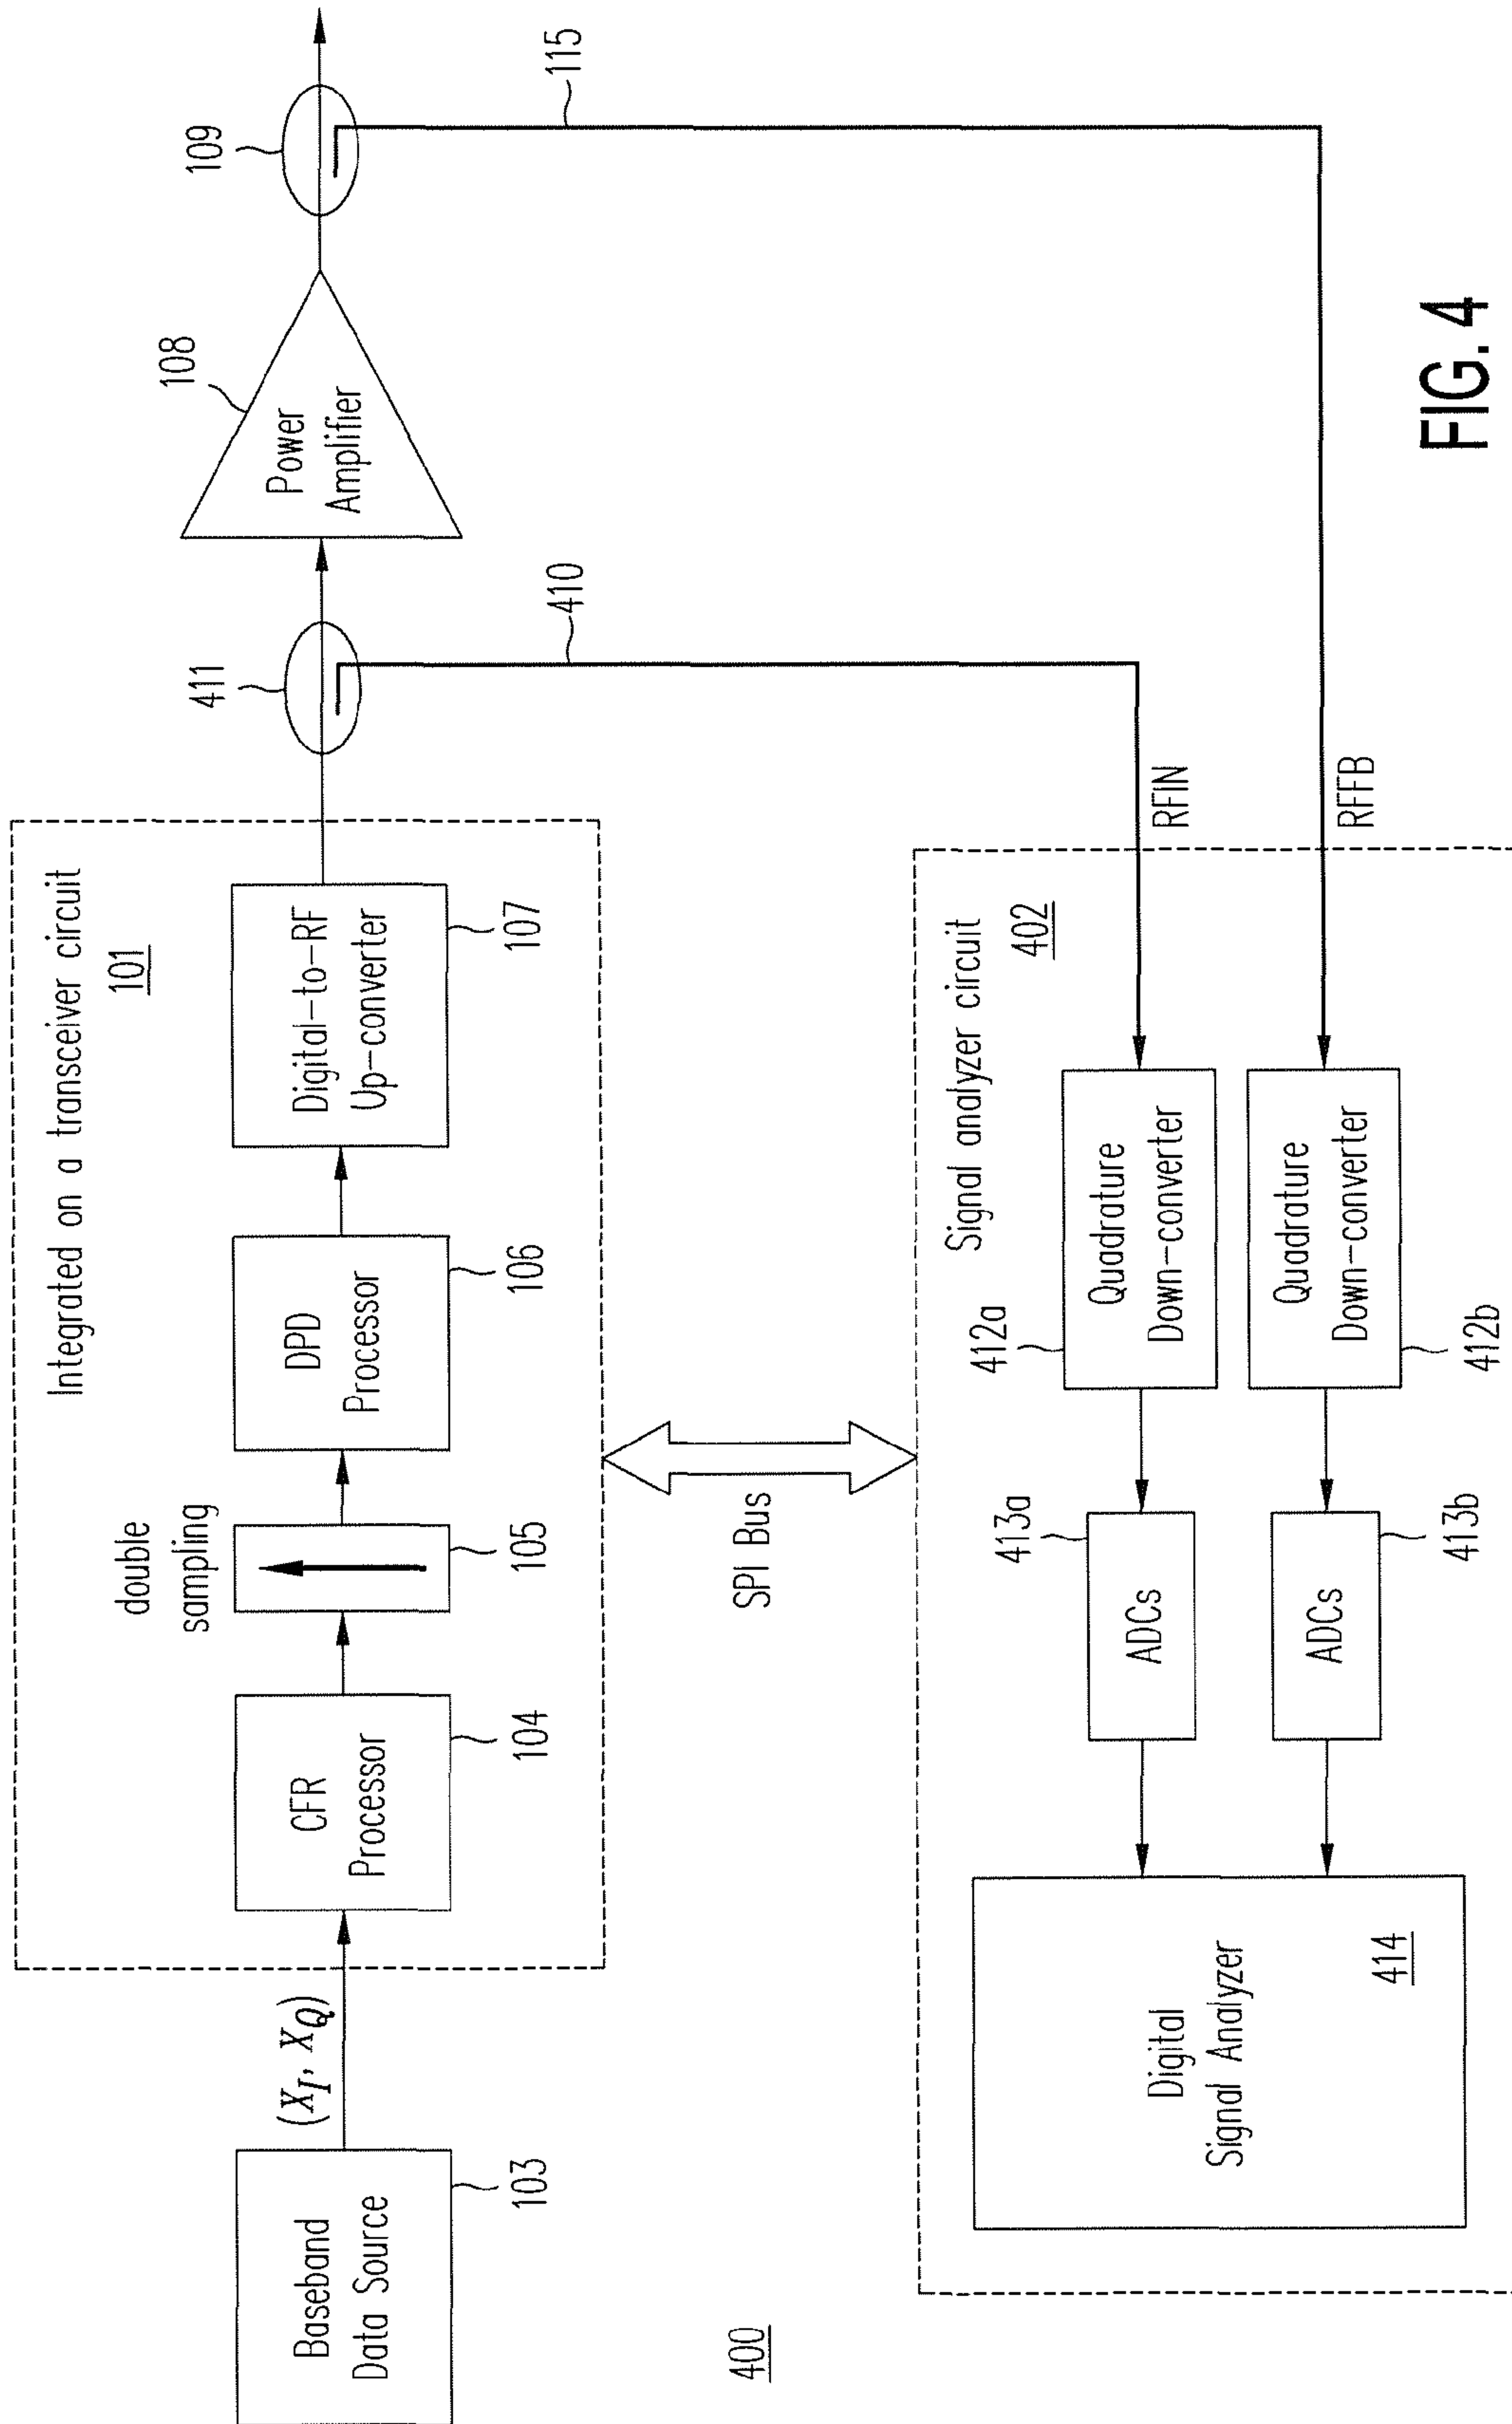 Integrated on a transceiver circuit
101
Baseband
Data Source
103
(X_I, X_Q)
CFR
Processor
104
double
sampling
105
DPD
Processor
106
Digital-to-RF
Up-converter
107
411
410
Power
Amplifier
108
109
115
SPI Bus
400
Signal analyzer circuit
402
Digital
Signal Analyzer
414
ADCs
413a
Quadrature
Down-converter
412a
RFIN
ADCs
413b
Quadrature
Down-converter
412b
RFFB
FIG. 4